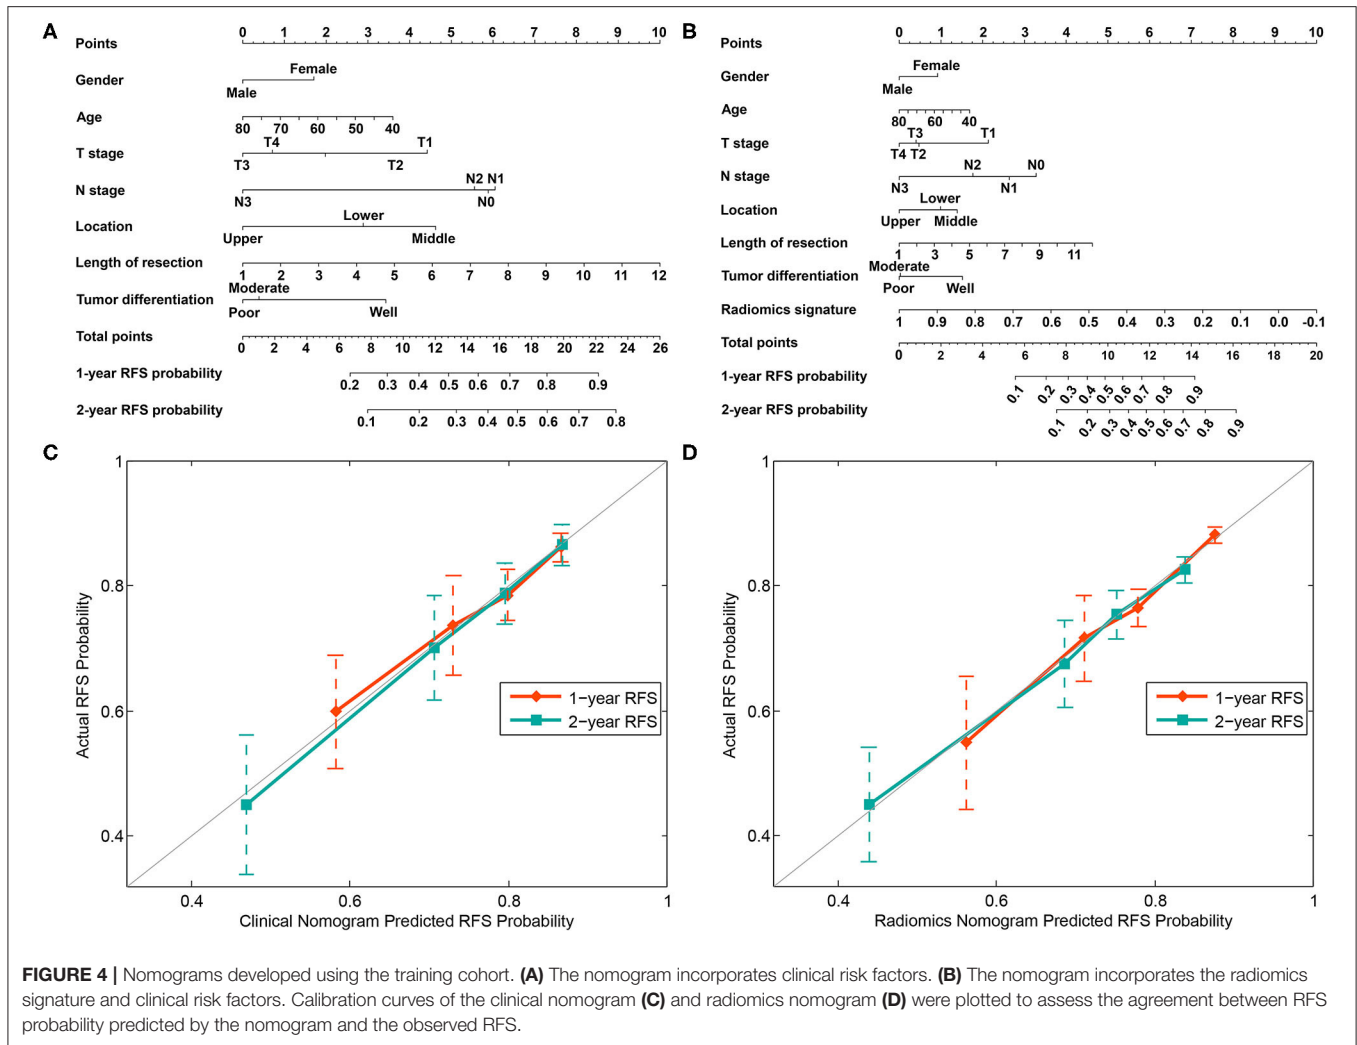 A
Points
0 1 2 3 4 5 6 7 8 9 10
Gender
Female
Male
Age
80 70 60 50 40
T stage
T4 T1
T3 T2
N stage
N2 N1
N3 N0
Location
Lower
Upper Middle
Length of resection
1 2 3 4 5 6 7 8 9 10 11 12
Tumor differentiation
Moderate
Poor Well
Total points
0 2 4 6 8 10 12 14 16 18 20 22 24 26
1-year RFS probability
0.2 0.3 0.4 0.5 0.6 0.7 0.8 0.9
2-year RFS probability
0.1 0.2 0.3 0.4 0.5 0.6 0.7 0.8
B
Points
0 1 2 3 4 5 6 7 8 9 10
Gender
Female
Male
Age
80 60 40
T stage
T3 T1
T4 T2
N stage
N2 N0
N3 N1
Location
Lower
Upper Middle
Length of resection
1 3 5 7 9 11
Tumor differentiation
Moderate
Poor Well
Radiomics signature
1 0.9 0.8 0.7 0.6 0.5 0.4 0.3 0.2 0.1 0.0 -0.1
Total points
0 2 4 6 8 10 12 14 16 18 20
1-year RFS probability
0.1 0.2 0.3 0.4 0.5 0.6 0.7 0.8 0.9
2-year RFS probability
0.1 0.2 0.3 0.4 0.5 0.6 0.7 0.8 0.9
C
Actual RFS Probability
1
0.8
0.6
0.4
1−year RFS
2−year RFS
0.4 0.6 0.8 1
Clinical Nomogram Predicted RFS Probability
D
Actual RFS Probability
1
0.8
0.6
0.4
1−year RFS
2−year RFS
0.4 0.6 0.8 1
Radiomics Nomogram Predicted RFS Probability
FIGURE 4 | Nomograms developed using the training cohort. (A) The nomogram incorporates clinical risk factors. (B) The nomogram incorporates the radiomics
signature and clinical risk factors. Calibration curves of the clinical nomogram (C) and radiomics nomogram (D) were plotted to assess the agreement between RFS
probability predicted by the nomogram and the observed RFS.